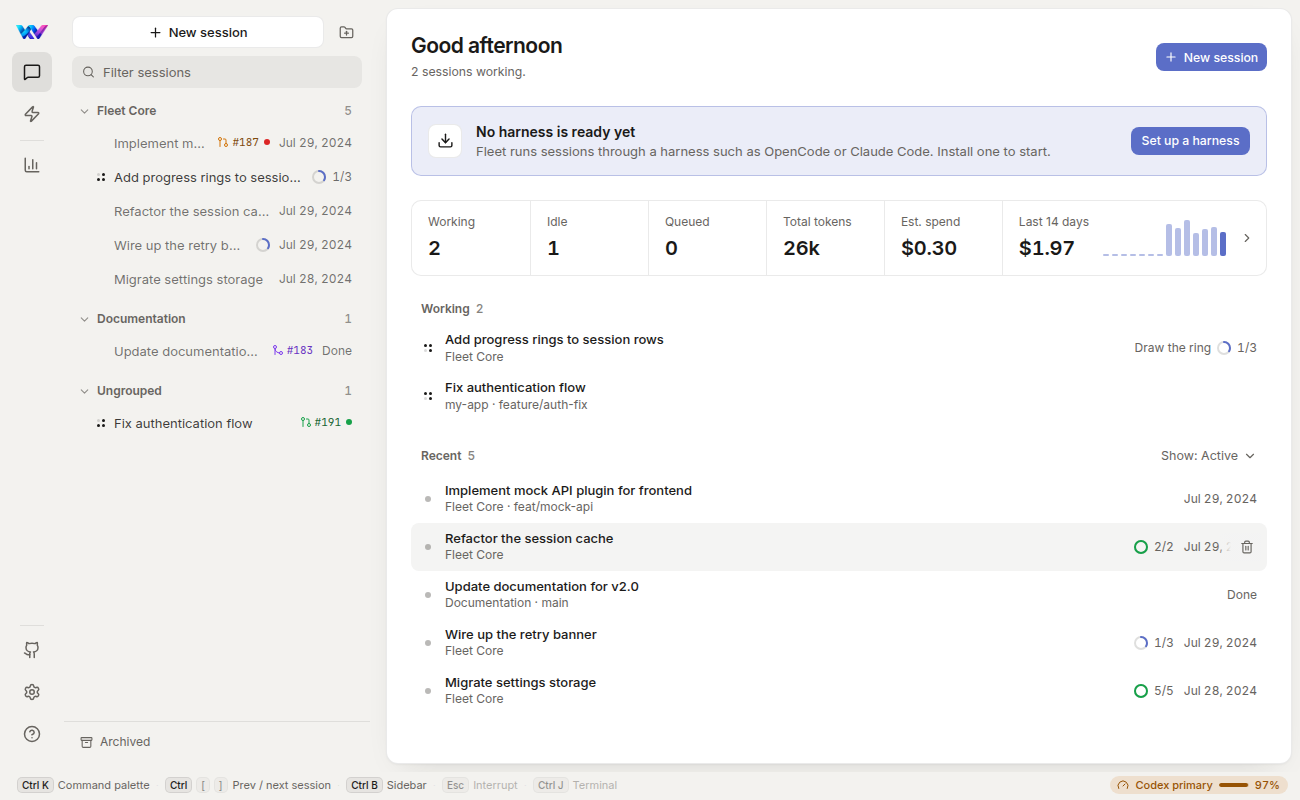 New session
Filter sessions
Fleet Core 5
Implement m... #187 Jul 29, 2024
Add progress rings to sessio... 1/3
Refactor the session ca... Jul 29, 2024
Wire up the retry b... Jul 29, 2024
Migrate settings storage Jul 28, 2024
Documentation 1
Update documentatio... #183 Done
Ungrouped 1
Fix authentication flow #191
Archived
Good afternoon
2 sessions working.
New session
No harness is ready yet
Fleet runs sessions through a harness such as OpenCode or Claude Code. Install one to start.
Set up a harness
Working Idle Queued Total tokens Est. spend Last 14 days
2 1 0 26k $0.30 $1.97
Working 2
Add progress rings to session rows
Fleet Core
Draw the ring 1/3
Fix authentication flow
my-app · feature/auth-fix
Recent 5
Show: Active
Implement mock API plugin for frontend
Fleet Core · feat/mock-api
Jul 29, 2024
Refactor the session cache
Fleet Core
2/2 Jul 29,
Update documentation for v2.0
Documentation · main
Done
Wire up the retry banner
Fleet Core
1/3 Jul 29, 2024
Migrate settings storage
Fleet Core
5/5 Jul 28, 2024
Ctrl K Command palette Ctrl [ ] Prev / next session Ctrl B Sidebar Esc Interrupt Ctrl J Terminal Codex primary 97%